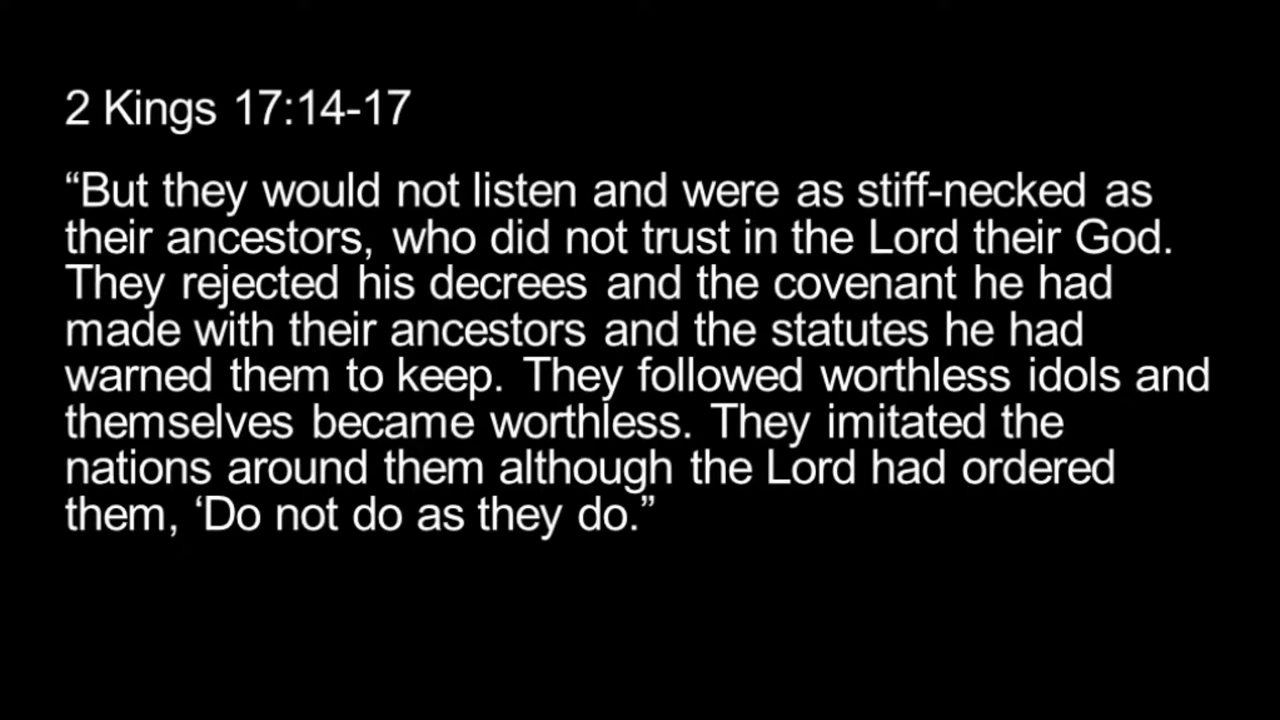 2 Kings 17:14-17
“But they would not listen and were as stiff-necked as
their ancestors, who did not trust in the Lord their God.
They rejected his decrees and the covenant he had
made with their ancestors and the statutes he had
warned them to keep. They followed worthless idols and
themselves became worthless. They imitated the
nations around them although the Lord had ordered
them, ‘Do not do as they do.”